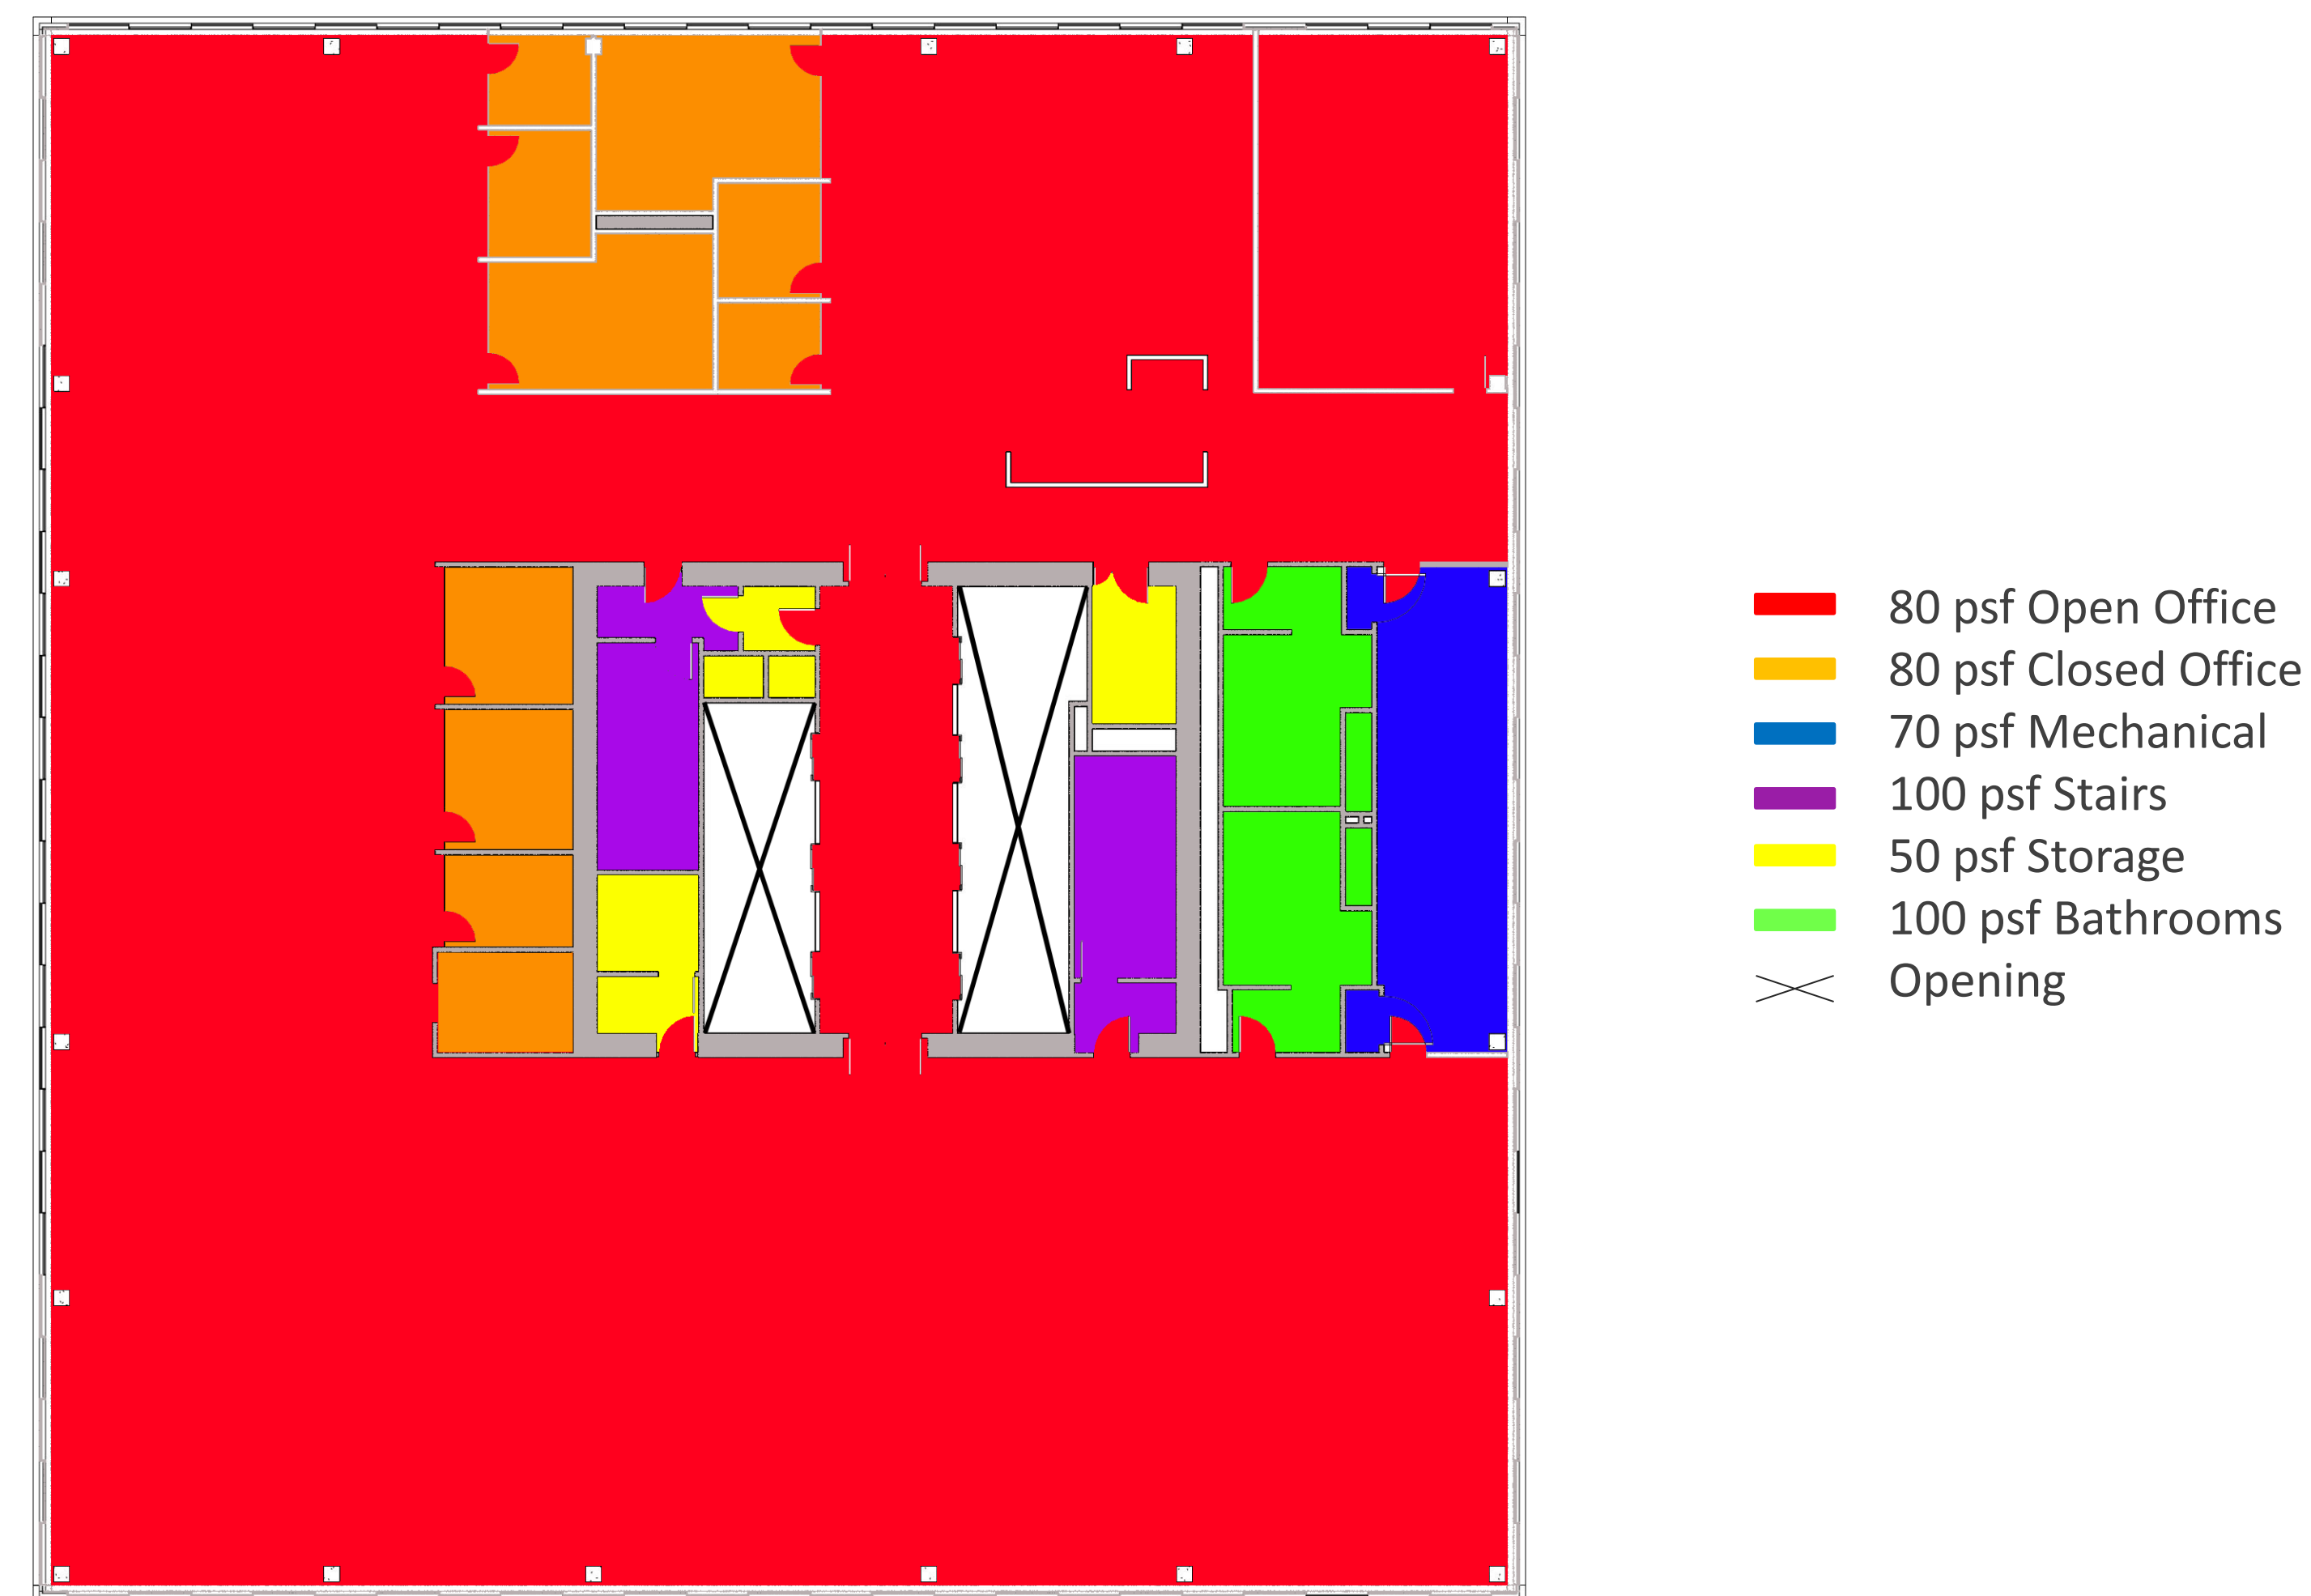 80 psf Open Office
80 psf Closed Office
70 psf Mechanical
100 psf Stairs
50 psf Storage
100 psf Bathrooms
Opening